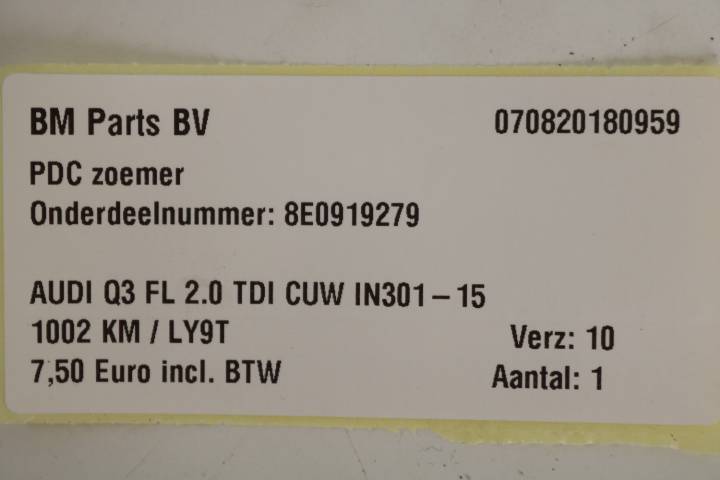 BM Parts BV 070820180959
PDC zoemer
Onderdeelnummer: 8E0919279
AUDI Q3 FL 2.0 TDI CUW IN301-15
1002 KM / LY9T Verz: 10
7,50 Euro incl. BTW Aantal: 1